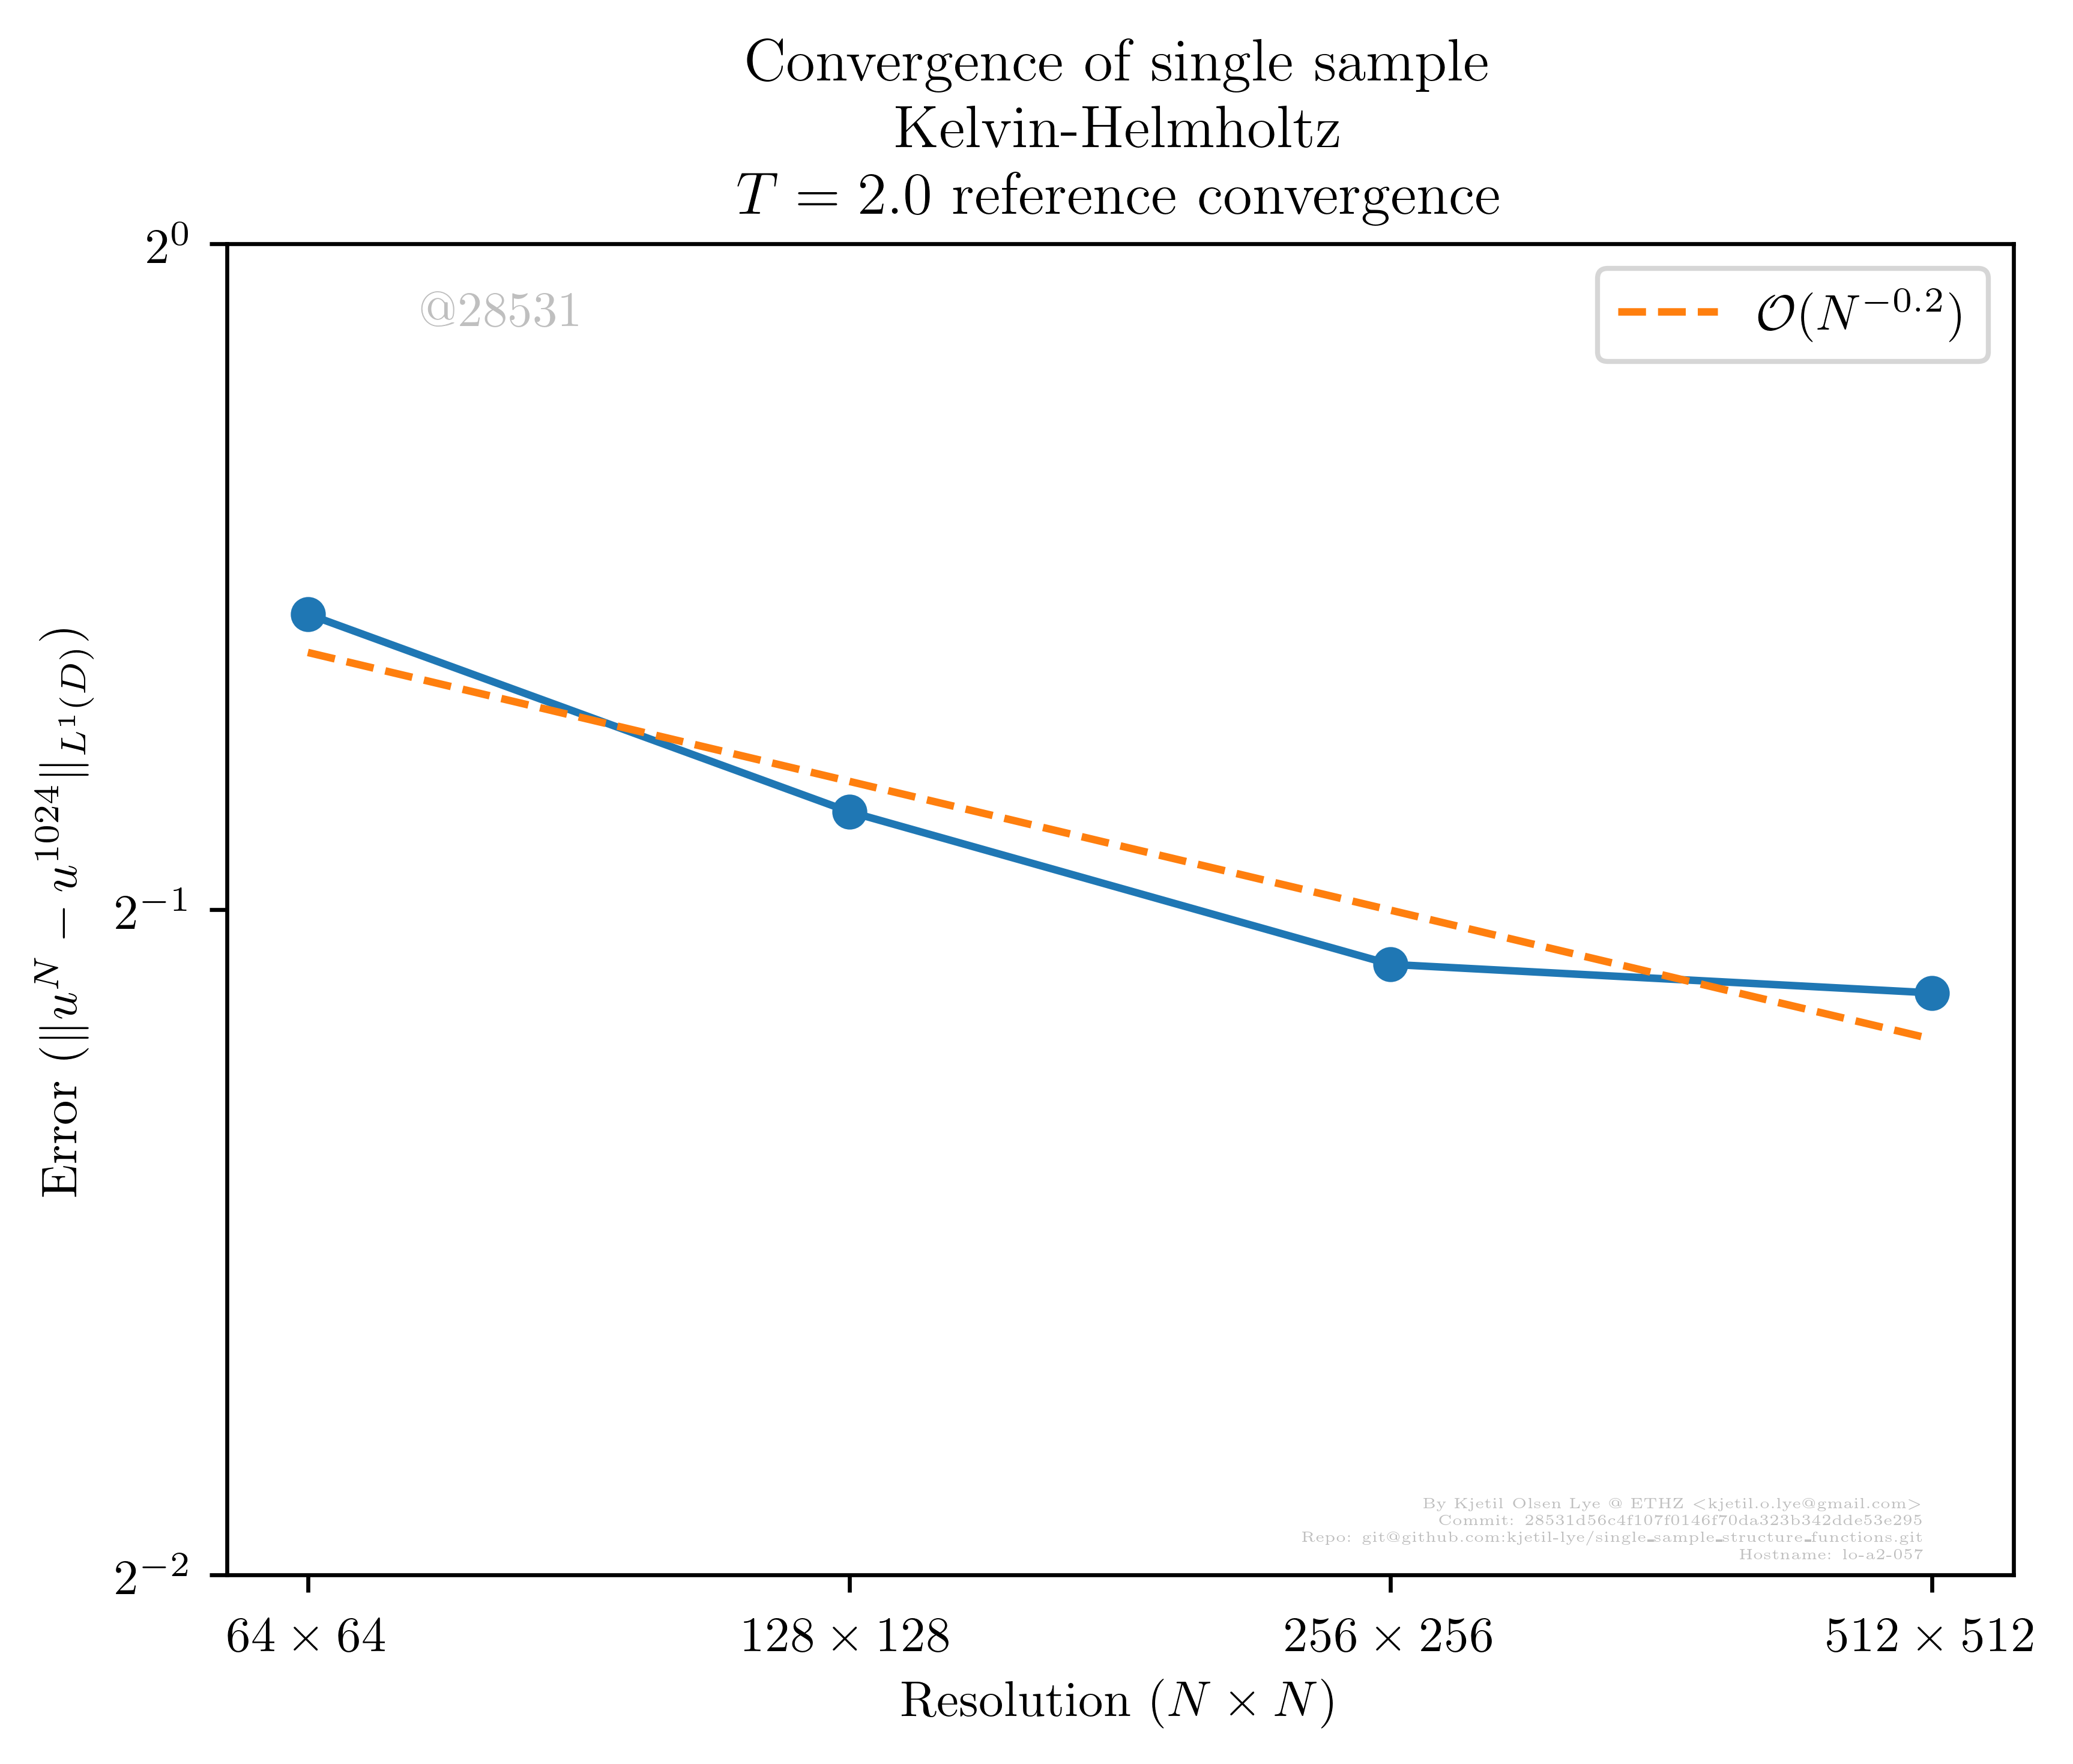 Convergence of single sample
Kelvin-Helmholtz
T = 2.0 reference convergence
2^0
@28531
O(N^{-0.2})
2^{-1}
Error (||u^N − u^{1024}||_{L^1(D)})
2^{-2}
By Kjetil Olsen Lye @ ETHZ <kjetil.o.lye@gmail.com>
Commit: 28531d56c4f107f0146f70da323b342dde53e295
Repo: git@github.com:kjetil-lye/single_sample_structure_functions.git
Hostname: lo-a2-057
64 × 64
128 × 128
256 × 256
512 × 512
Resolution (N × N)